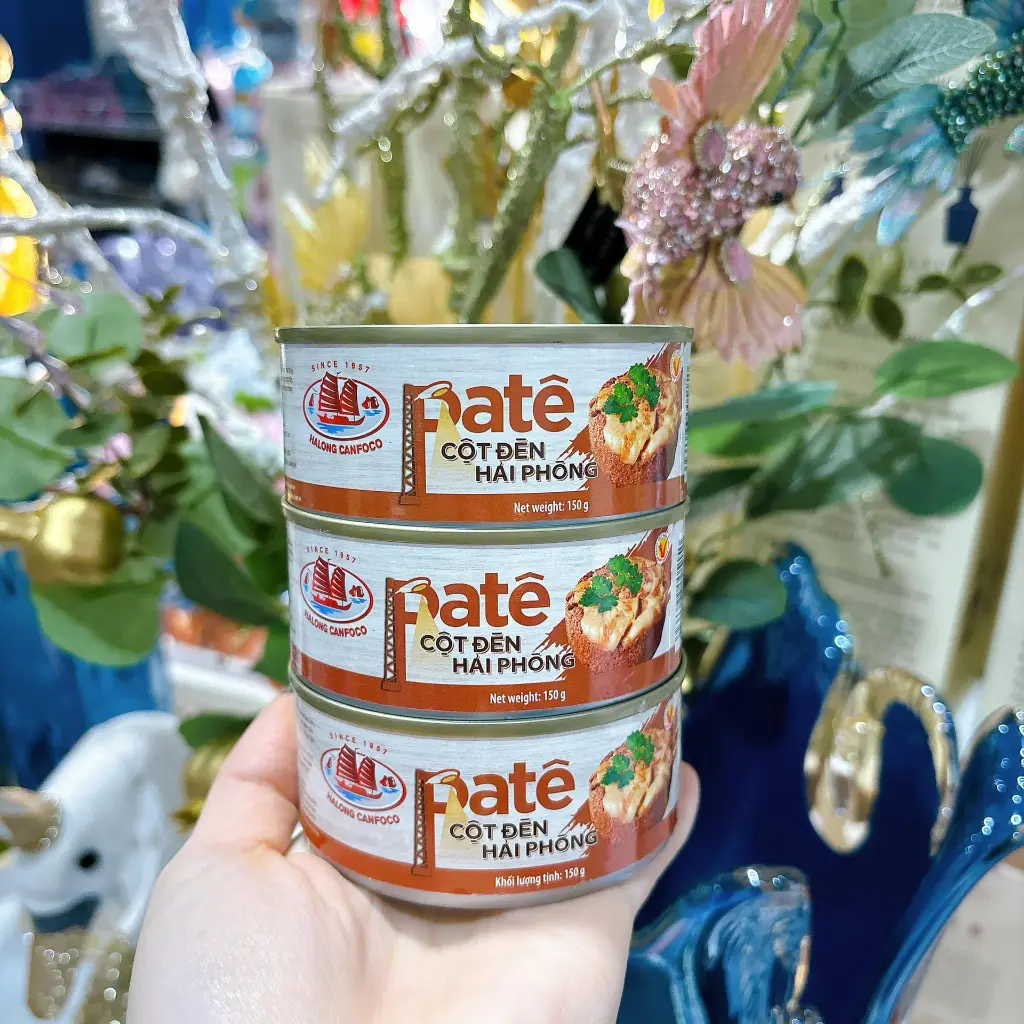 SINCE 1957
HALONG CANFOCO
patê
CỘT ĐÈN
HẢI PHÒNG
Net weight: 150 g
SINCE 1957
HALONG CANFOCO
patê
CỘT ĐÈN
HẢI PHÒNG
Net weight: 150 g
SINCE 1957
HALONG CANFOCO
patê
CỘT ĐÈN
HẢI PHÒNG
Khối lượng tịnh: 150 g